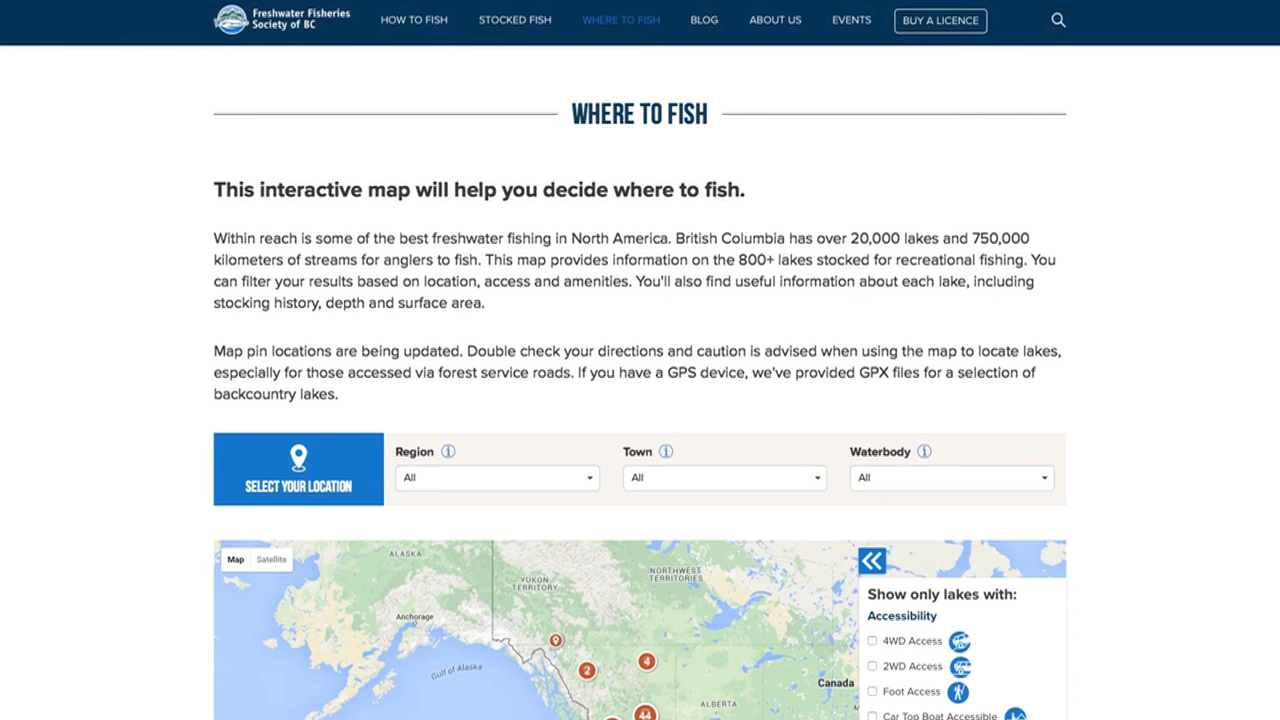 Freshwater Fisheries
Society of BC
HOW TO FISH
STOCKED FISH
WHERE TO FISH
BLOG
ABOUT US
EVENTS
BUY A LICENCE
WHERE TO FISH
This interactive map will help you decide where to fish.
Within reach is some of the best freshwater fishing in North America. British Columbia has over 20,000 lakes and 750,000
kilometers of streams for anglers to fish. This map provides information on the 800+ lakes stocked for recreational fishing. You
can filter your results based on location, access and amenities. You'll also find useful information about each lake, including
stocking history, depth and surface area.
Map pin locations are being updated. Double check your directions and caution is advised when using the map to locate lakes,
especially for those accessed via forest service roads. If you have a GPS device, we've provided GPX files for a selection of
backcountry lakes.
SELECT YOUR LOCATION
Region
All
Town
All
Waterbody
All
Map
Satellite
ALASKA
YUKON
TERRITORY
NORTHWEST
TERRITORIES
Anchorage
Gulf of Alaska
2
4
44
ALBERTA
Canada
Show only lakes with:
Accessibility
4WD Access
2WD Access
Foot Access
Car Top Boat Accessible